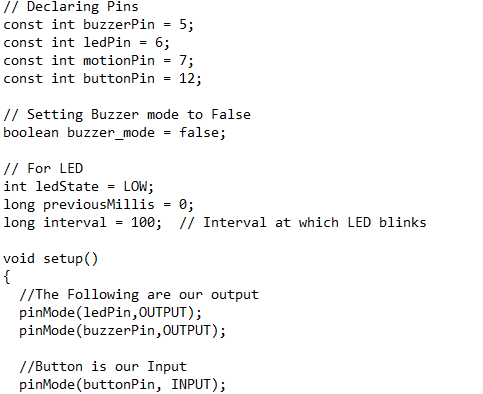 // Declaring Pins
const int buzzerPin = 5;
const int ledPin = 6;
const int motionPin = 7;
const int buttonPin = 12;
// Setting Buzzer mode to False
boolean buzzer_mode = false;
// For LED
int ledState = LOW;
long previousMillis = 0;
long interval = 100;  // Interval at which LED blinks
void setup()
{
  //The Following are our output
  pinMode(ledPin,OUTPUT);
  pinMode(buzzerPin,OUTPUT);
  //Button is our Input
  pinMode(buttonPin, INPUT);